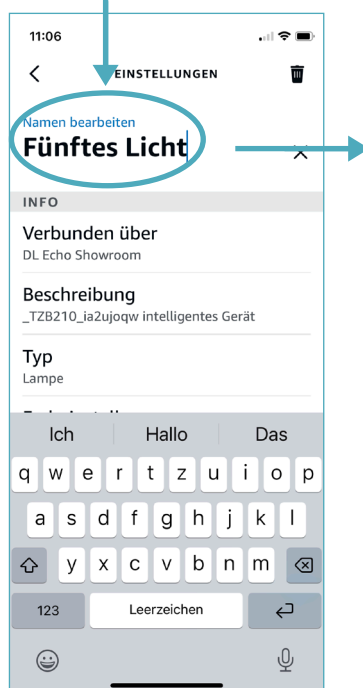 11:06
EINSTELLUNGEN
Namen bearbeiten
Fünftes Licht
INFO
Verbunden über
DL Echo Showroom
Beschreibung
_TZB210_ia2ujoqw intelligentes Gerät
Typ
Lampe
Ich Hallo Das
q w e r t z u i o p
a s d f g h j k l
y x c v b n m
123 Leerzeichen